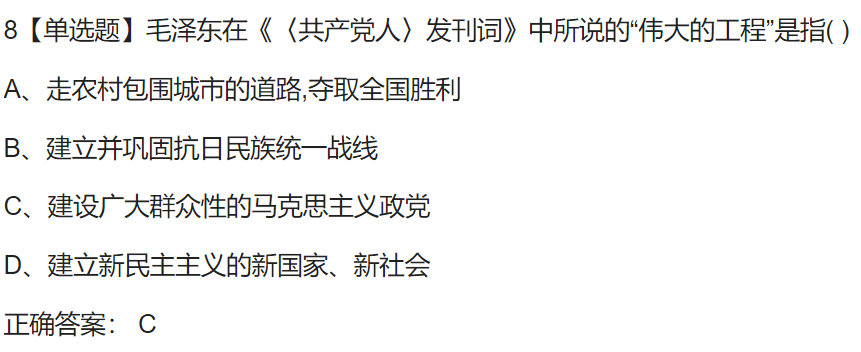 8【单选题】毛泽东在《〈共产党人〉发刊词》中所说的“伟大的工程”是指( )
A、走农村包围城市的道路,夺取全国胜利
B、建立并巩固抗日民族统一战线
C、建设广大群众性的马克思主义政党
D、建立新民主主义的新国家、新社会
正确答案： C